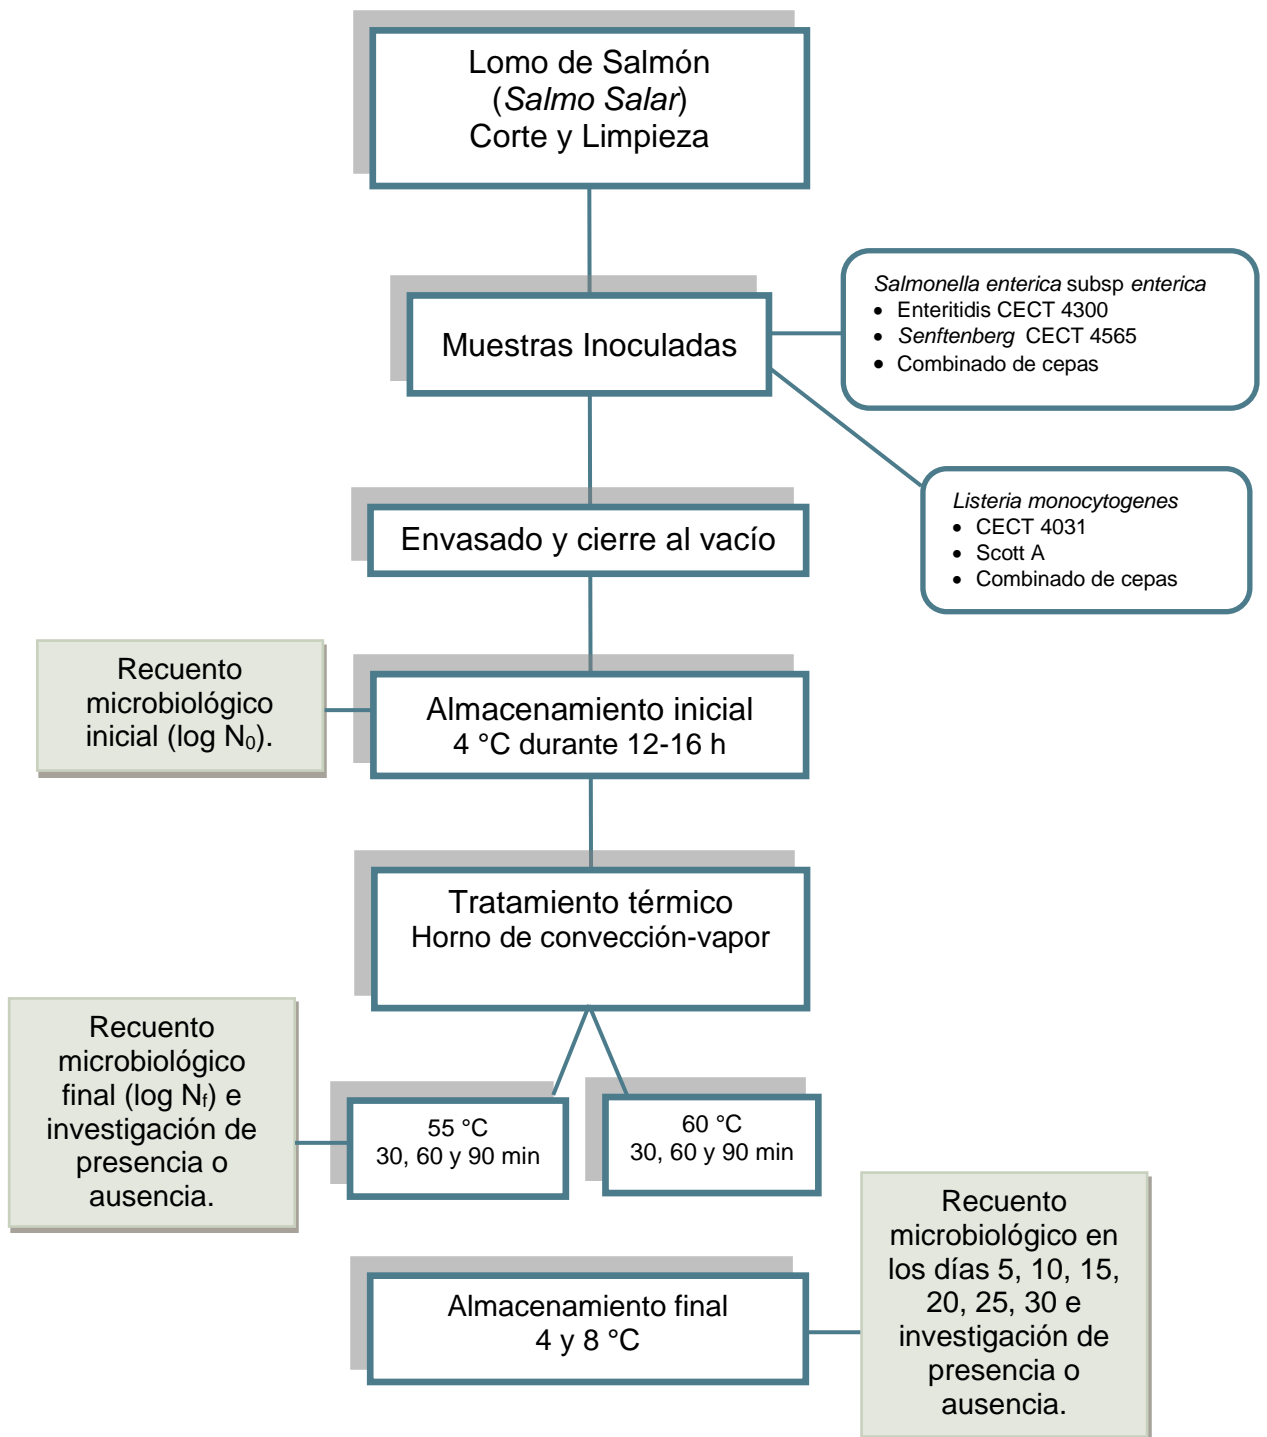 Lomo de Salmón
(Salmo Salar)
Corte y Limpieza
Muestras Inoculadas
Salmonella enterica subsp enterica
• Enteritidis CECT 4300
• Senftenberg CECT 4565
• Combinado de cepas
Listeria monocytogenes
• CECT 4031
• Scott A
• Combinado de cepas
Envasado y cierre al vacío
Recuento
microbiológico
inicial (log N₀).
Almacenamiento inicial
4 °C durante 12-16 h
Tratamiento térmico
Horno de convección-vapor
Recuento
microbiológico
final (log Nf) e
investigación de
presencia o
ausencia.
55 °C
30, 60 y 90 min
60 °C
30, 60 y 90 min
Almacenamiento final
4 y 8 °C
Recuento
microbiológico en
los días 5, 10, 15,
20, 25, 30 e
investigación de
presencia o
ausencia.